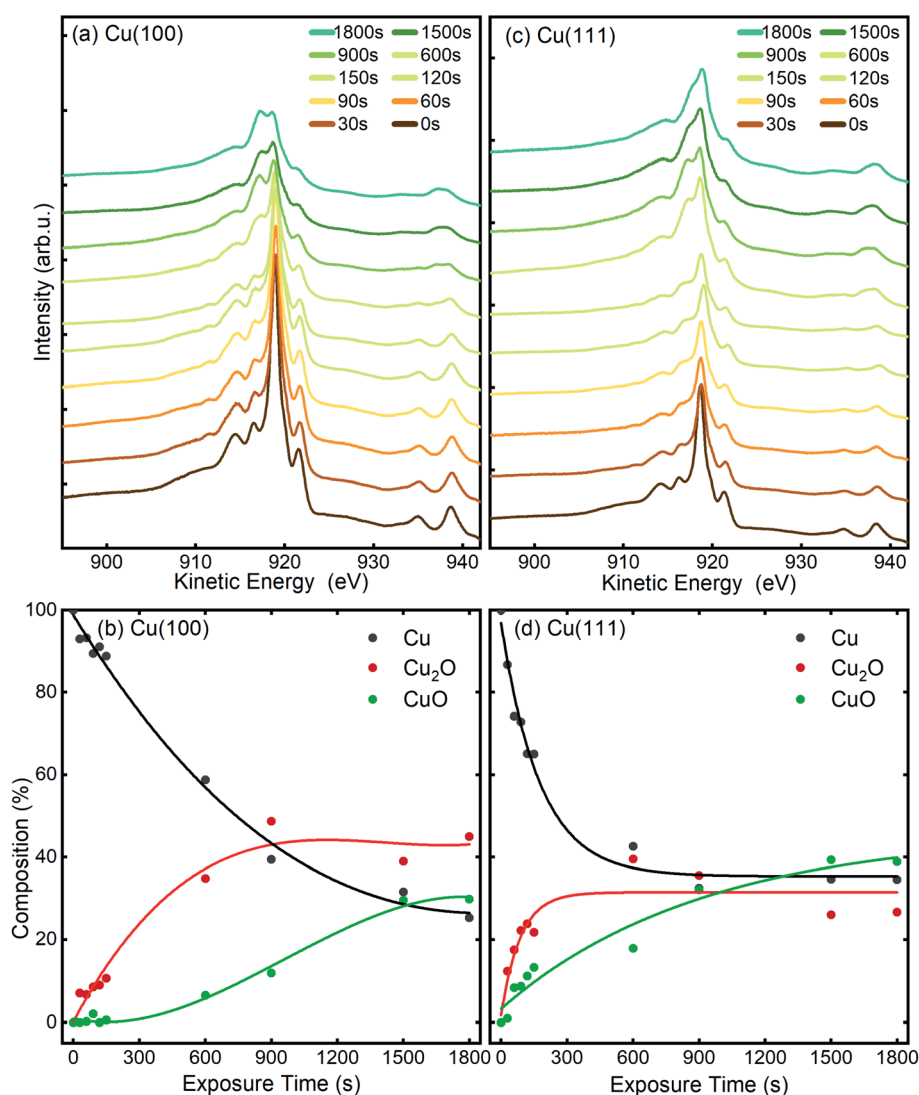 (a) Cu(100)
1800s 1500s
900s 600s
150s 120s
90s 60s
30s 0s
Intensity (arb.u.)
900 910 920 930 940
Kinetic Energy (eV)
(c) Cu(111)
1800s 1500s
900s 600s
150s 120s
90s 60s
30s 0s
900 910 920 930 940
Kinetic Energy (eV)
(b) Cu(100)
Cu
Cu₂O
CuO
Composition (%)
100
80
60
40
20
0
0 300 600 900 1200 1500 1800
Exposure Time (s)
(d) Cu(111)
Cu
Cu₂O
CuO
0 300 600 900 1200 1500 1800
Exposure Time (s)